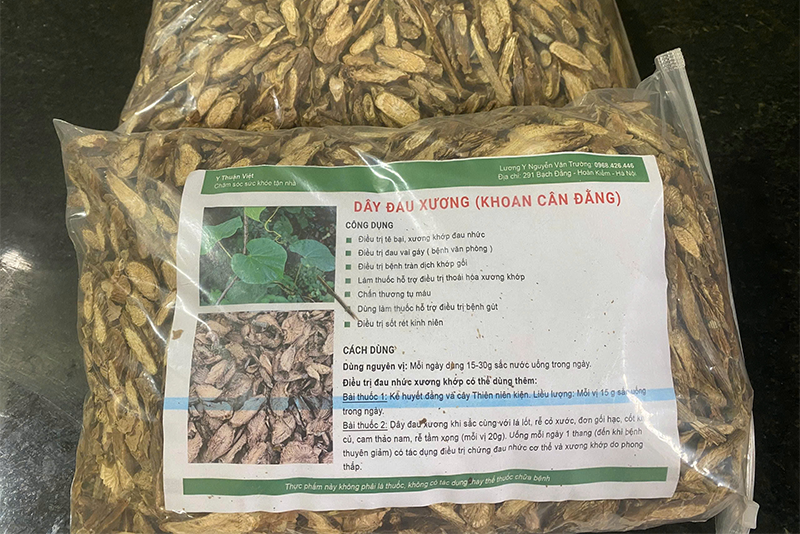 Y Thuận Việt
Chăm sóc sức khỏe tận nhà
Lương Y Nguyễn Văn Trường: 0968.426.446
Địa chỉ: 291 Bạch Đằng - Hoàn Kiếm - Hà Nội
DÂY ĐAU XƯƠNG (KHOAN CÂN ĐẰNG)
CÔNG DỤNG
Điều trị tê bại, xương khớp đau nhức
Điều trị đau vai gáy ( bệnh văn phòng )
Điều trị bệnh tràn dịch khớp gối
Làm thuốc hỗ trợ điều trị thoái hóa xương khớp
Chấn thương tụ máu
Dùng làm thuốc hỗ trợ điều trị bệnh gút
Điều trị sốt rét kinh niên
CÁCH DÙNG
Dùng nguyên vị: Mỗi ngày dùng 15-30g sắc nước uống trong ngày.
Điều trị đau nhức xương khớp có thể dùng thêm:
Bài thuốc 1: Kê huyết đằng và cây Thiên niên kiện. Liều lượng: Mỗi vị 15 g sắc uống
trong ngày.
Bài thuốc 2: Dây đau xương khi sắc cùng với lá lốt, rễ cỏ xước, đơn gối hạc, cốt khí
củ, cam thảo nam, rễ tầm xọng (mỗi vị 20g). Uống mỗi ngày 1 thang (đến khi bệnh
thuyên giảm) có tác dụng điều trị chứng đau nhức cơ thể và xương khớp do phong
thấp.
Thực phẩm này không phải là thuốc, không có tác dụng thay thế thuốc chữa bệnh